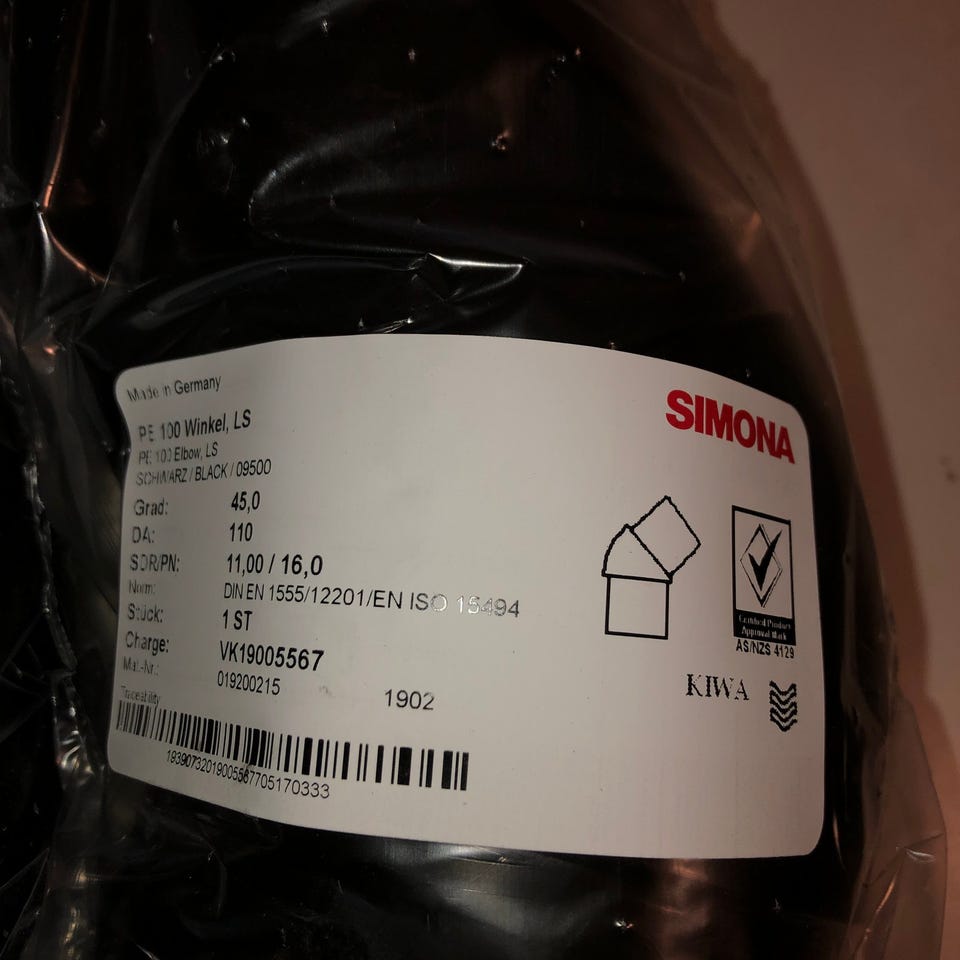 Made in Germany
SIMONA
PE 100 Winkel, LS
PE 100 Elbow, LS
SCHWARZ / BLACK / 09500
Grad: 45,0
DA: 110
SDR/PN: 11,00 / 16,0
Norm: DIN EN 1555/12201/EN ISO 15494
Stück: 1 ST
Charge: VK19005567
Mat.-Nr.: 019200215
1902
Certified Product
Approval Mark
AS/NZS 4129
KIWA
Traceability